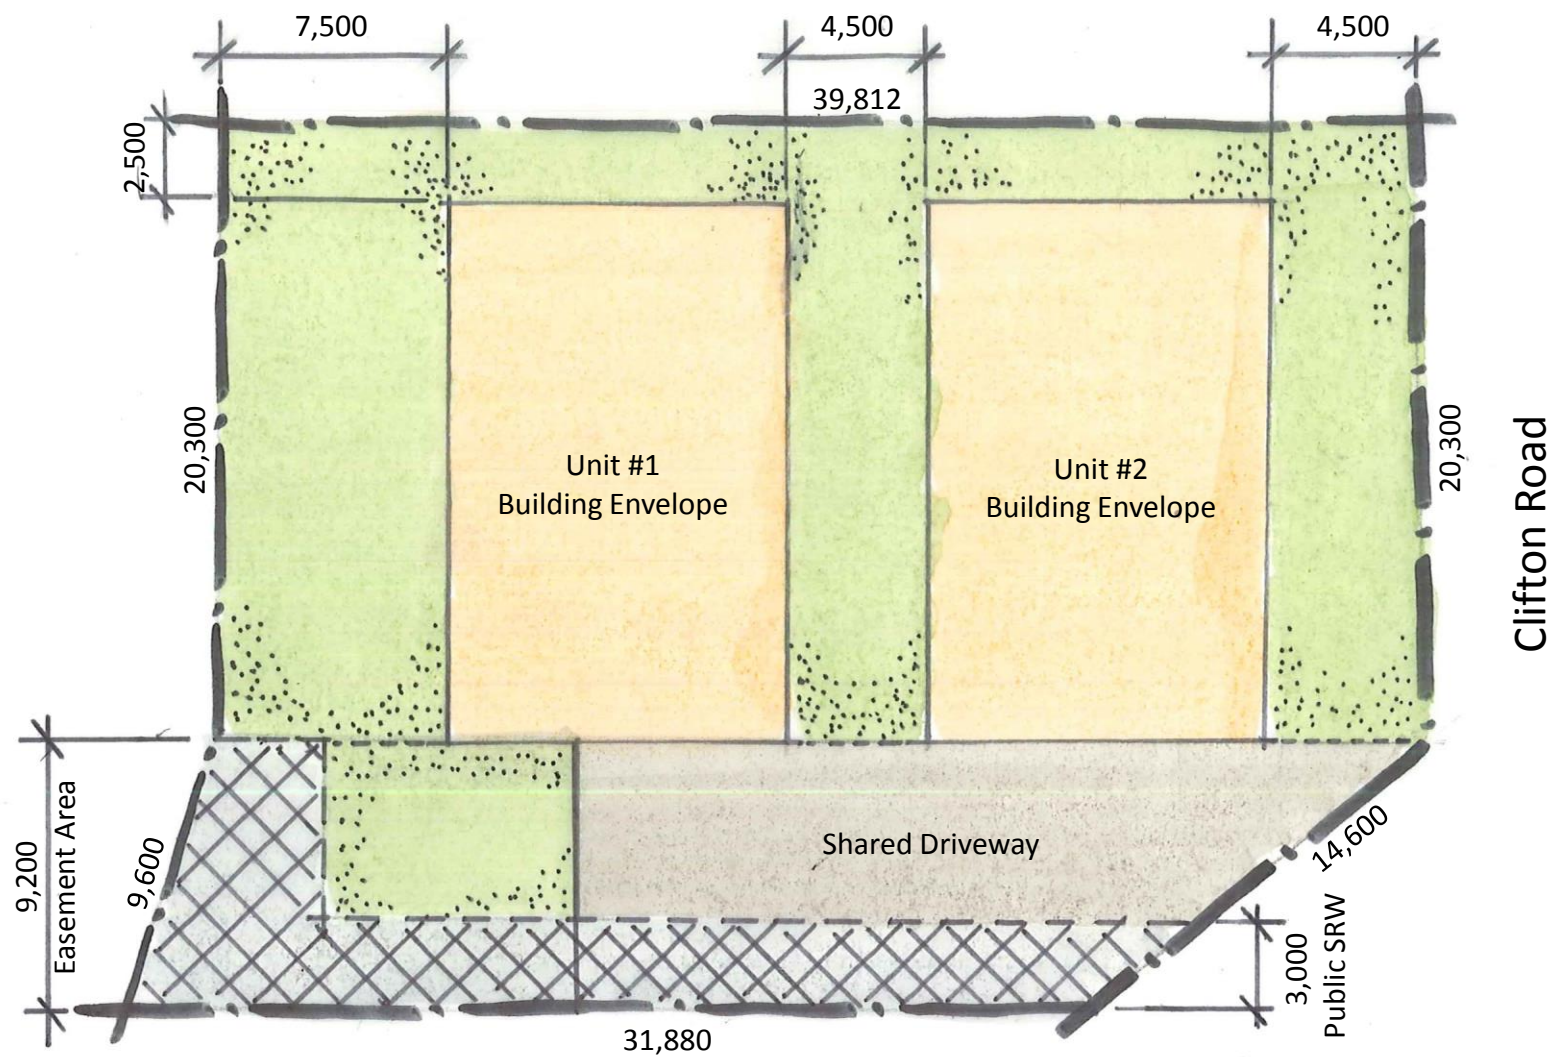 7,500
4,500
4,500
39,812
2,500
20,300
20,300
Unit #1
Building Envelope
Unit #2
Building Envelope
Clifton Road
9,200
Easement Area
9,600
Shared Driveway
14,600
3,000
Public SRW
31,880